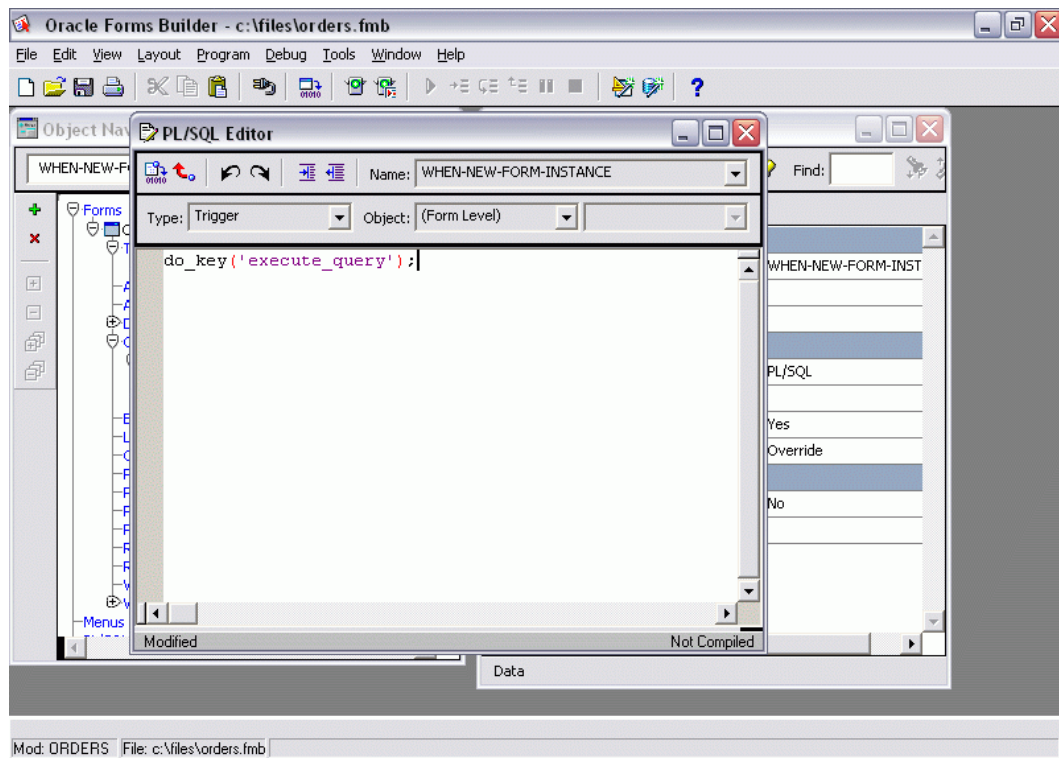 Oracle Forms Builder - c:\files\orders.fmb
File Edit View Layout Program Debug Tools Window Help
Object Nav
PL/SQL Editor
WHEN-NEW-F
Name: WHEN-NEW-FORM-INSTANCE
Find:
Type: Trigger Object: (Form Level)
Forms
do_key('execute_query');
WHEN-NEW-FORM-INST
PL/SQL
Yes
Override
No
Menus
Modified Not Compiled
Data
Mod: ORDERS File: c:\files\orders.fmb